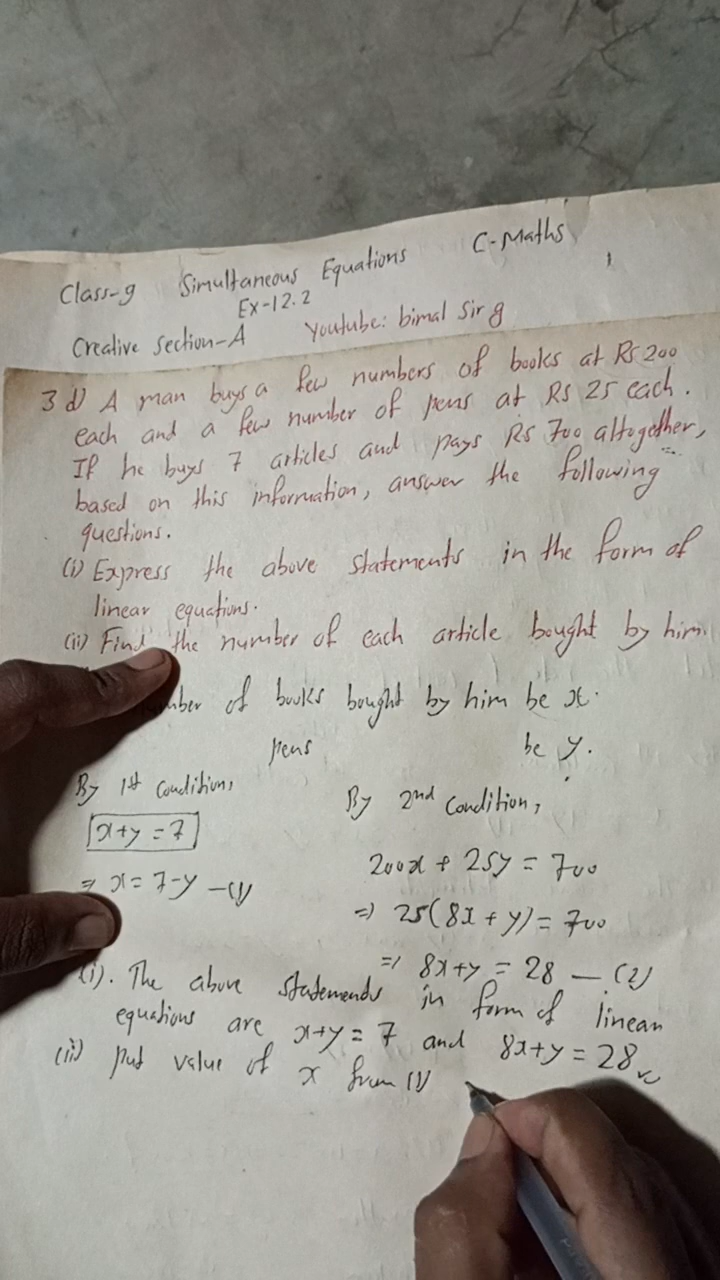 C-Maths
Class-9 Simultaneous Equations
Ex-12.2
Creative Section-A Youtube: bimal Sir g
3 d) A man buys a few numbers of books at Rs 200
each and a few number of pens at Rs 25 each.
If he buys 7 articles and pays Rs 700 altogether,
based on this information, answer the following
questions.
(i) Express the above statements in the form of
linear equations.
(ii) Find the number of each article bought by him.
of books bought by him be x.
pens be y.
By 1st condition, By 2nd condition,
x+y=7 200x + 25y = 700
⇒ x = 7-y —(1) ⇒ 25(8x + y) = 700
⇒ 8x+y = 28 — (2)
(i). The above statements in form of linear
equations are x+y = 7 and 8x+y = 28
(ii) put value of x from (1)